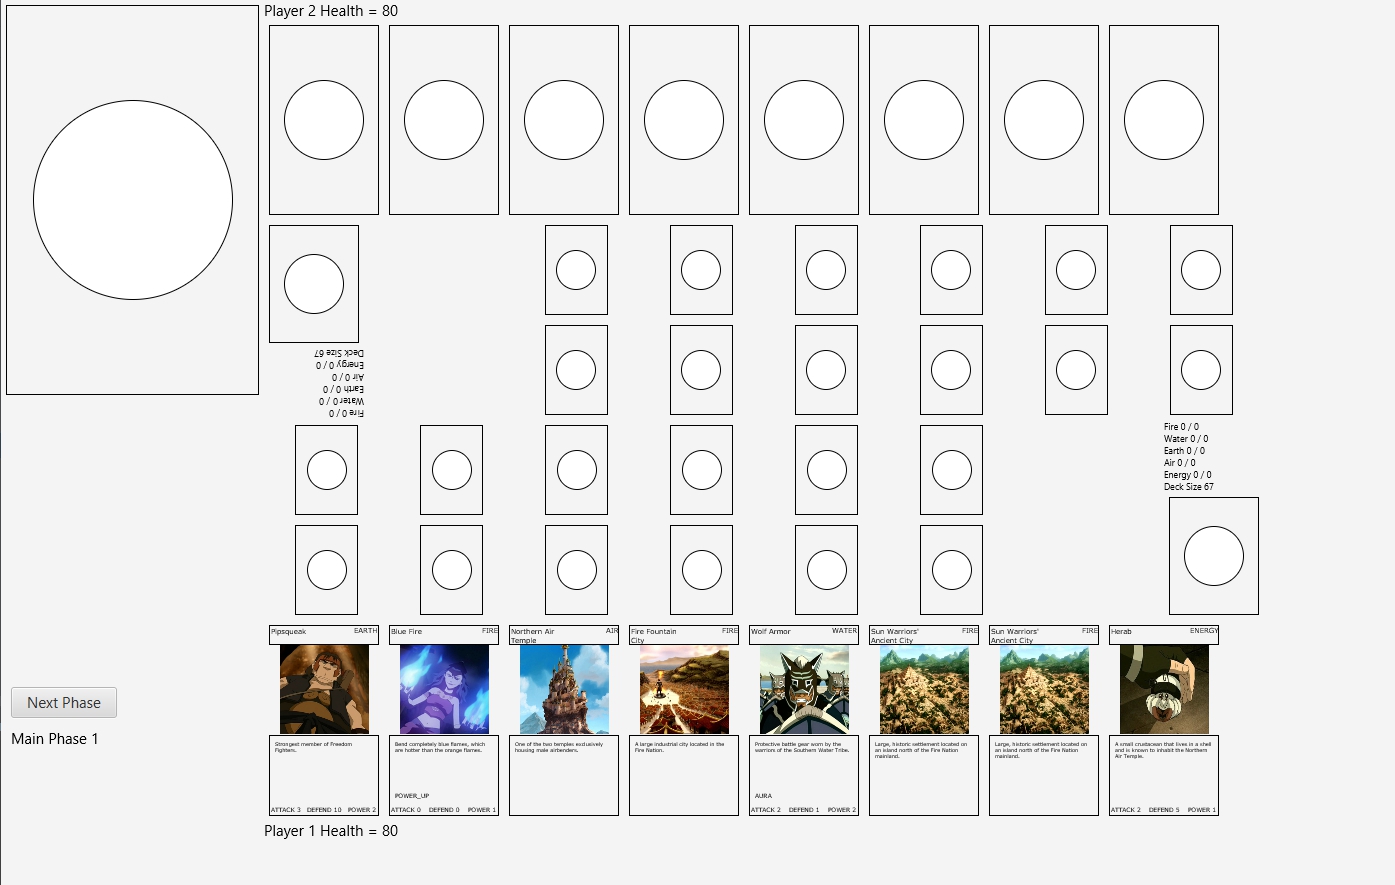 Player 2 Health = 80
Deck Size 67
Energy 0 / 0
Air 0 / 0
Earth 0 / 0
Water 0 / 0
Fire 0 / 0
Fire 0 / 0
Water 0 / 0
Earth 0 / 0
Air 0 / 0
Energy 0 / 0
Deck Size 67
Pipsqueak EARTH
Strongest member of Freedom
Fighters.
ATTACK 3 DEFEND 10 POWER 2
Blue Fire FIRE
Bend completely blue flames, which
are hotter than the orange flames.
POWER_UP
ATTACK 0 DEFEND 0 POWER 1
Northern Air AIR
Temple
One of the two temples exclusively
housing male airbenders.
Fire Fountain FIRE
City
A large industrial city located in the
Fire Nation.
Wolf Armor WATER
Protective battle gear worn by the
warriors of the Southern Water Tribe.
AURA
ATTACK 2 DEFEND 1 POWER 2
Sun Warriors' FIRE
Ancient City
Large, historic settlement located on
an island north of the Fire Nation
mainland.
Sun Warriors' FIRE
Ancient City
Large, historic settlement located on
an island north of the Fire Nation
mainland.
Herab ENERGY
A small crustacean that lives in a shell
and is known to inhabit the Northern
Air Temple.
ATTACK 2 DEFEND 5 POWER 1
Next Phase
Main Phase 1
Player 1 Health = 80